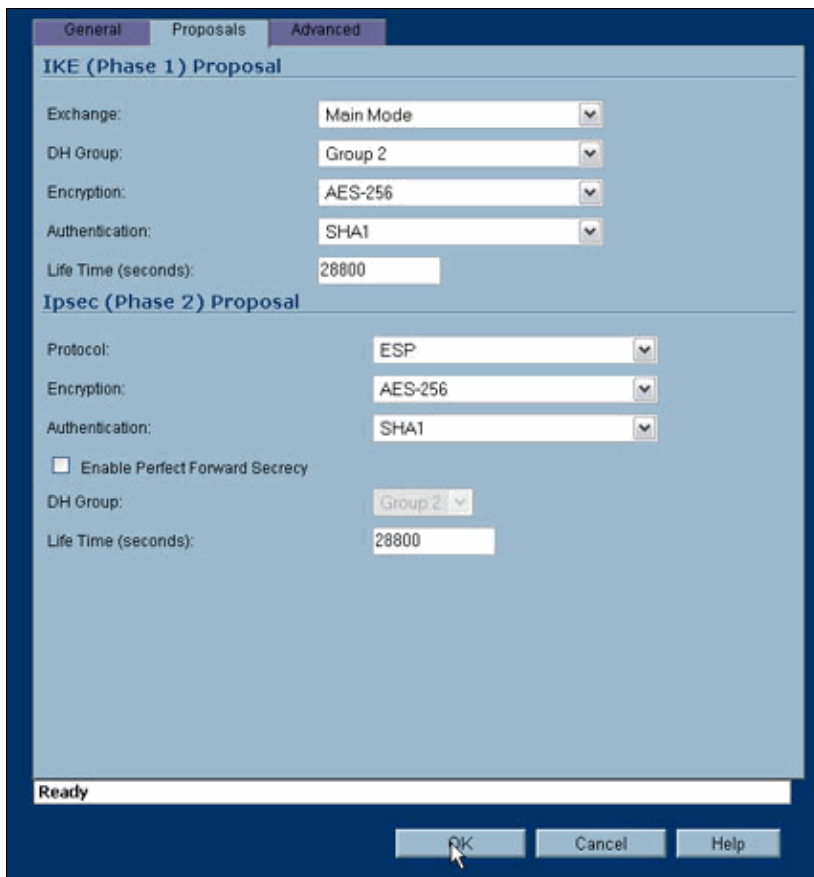 General Proposals Advanced
IKE (Phase 1) Proposal
Exchange: Main Mode
DH Group: Group 2
Encryption: AES-256
Authentication: SHA1
Life Time (seconds): 28800
Ipsec (Phase 2) Proposal
Protocol: ESP
Encryption: AES-256
Authentication: SHA1
Enable Perfect Forward Secrecy
DH Group: Group 2
Life Time (seconds): 28800
Ready
OK Cancel Help